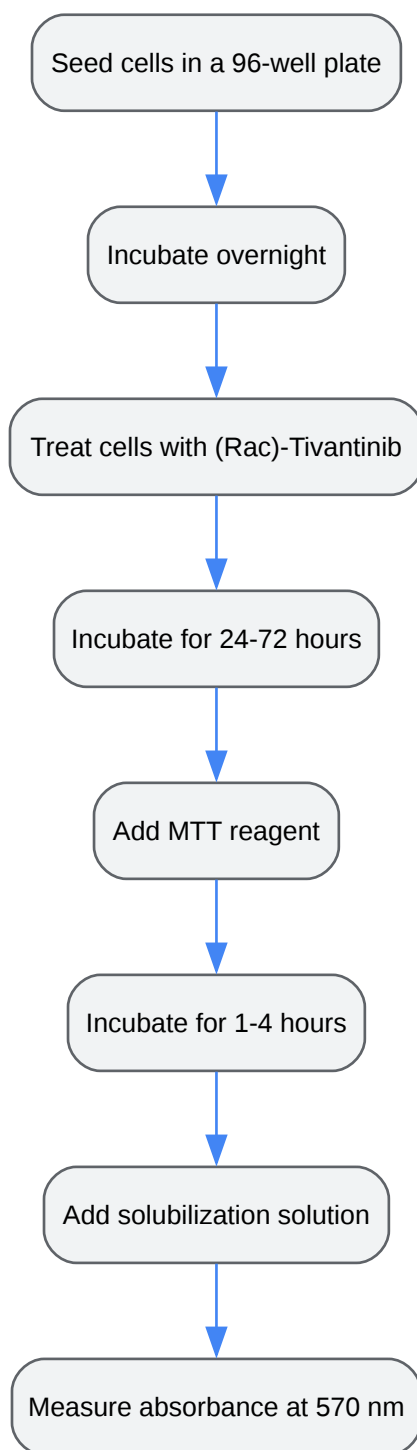 Seed cells in a 96-well plate
Incubate overnight
Treat cells with (Rac)-Tivantinib
Incubate for 24-72 hours
Add MTT reagent
Incubate for 1-4 hours
Add solubilization solution
Measure absorbance at 570 nm